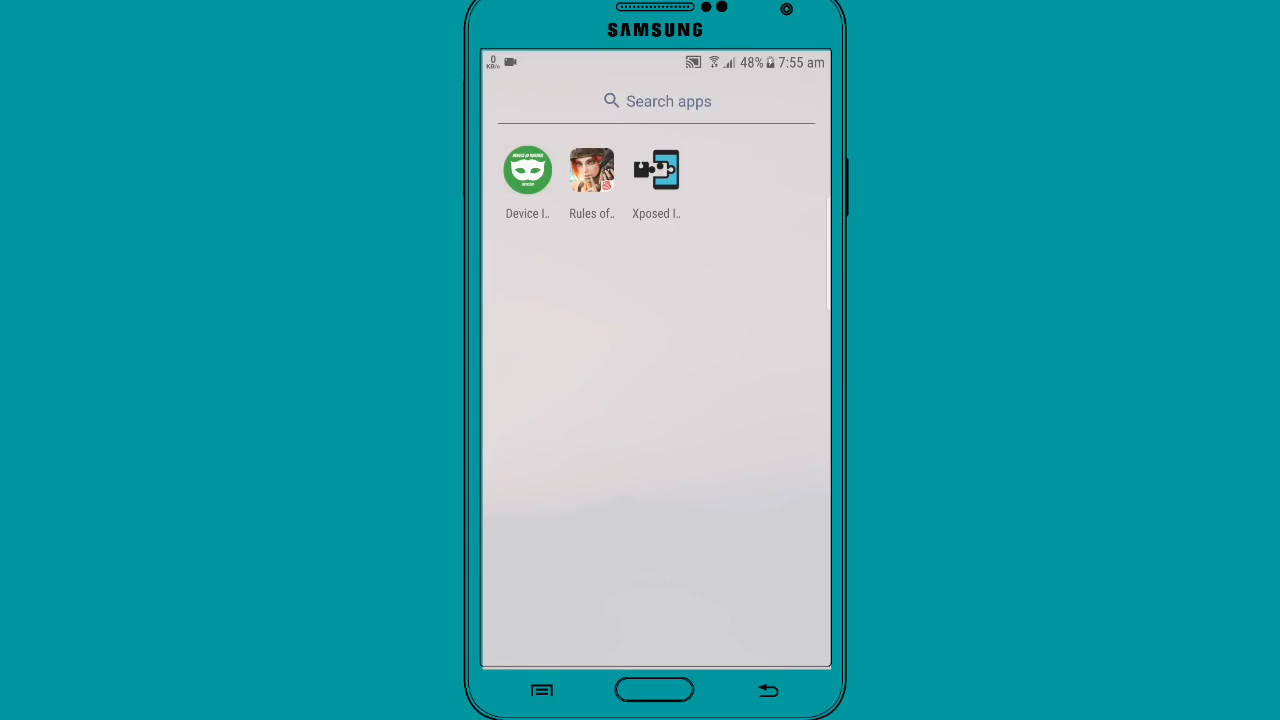 SAMSUNG
0 KB/s 48% 7:55 am
Search apps
Device I.. Rules of.. Xposed I..